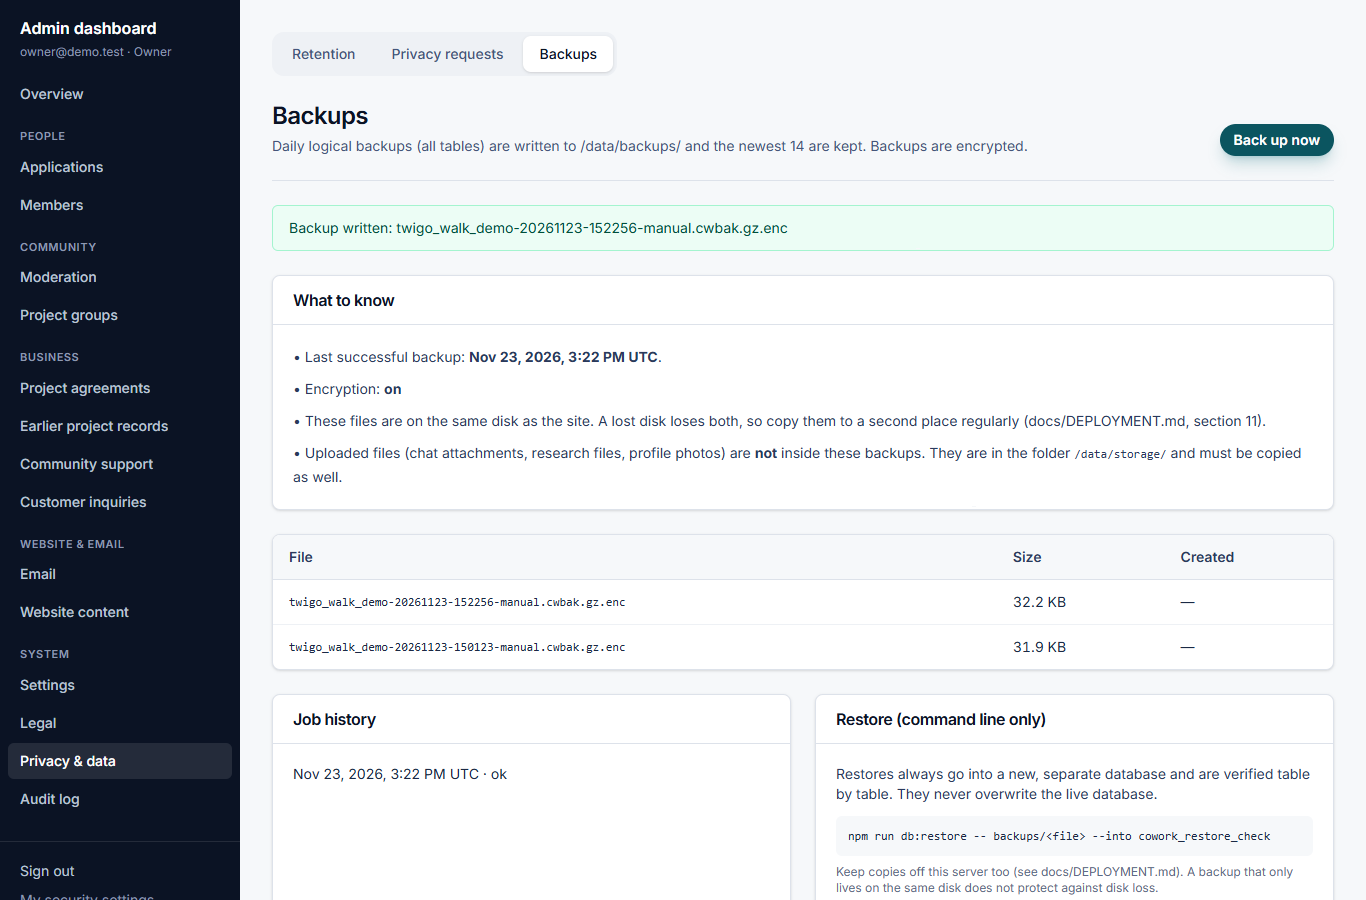 Admin dashboard
owner@demo.test · Owner
Overview
PEOPLE
Applications
Members
COMMUNITY
Moderation
Project groups
BUSINESS
Project agreements
Earlier project records
Community support
Customer inquiries
WEBSITE & EMAIL
Email
Website content
SYSTEM
Settings
Legal
Privacy & data
Audit log
Sign out
My security settings
Retention Privacy requests Backups
Backups
Daily logical backups (all tables) are written to /data/backups/ and the newest 14 are kept. Backups are encrypted.
Back up now
Backup written: twigo_walk_demo-20261123-152256-manual.cwbak.gz.enc
What to know
• Last successful backup: Nov 23, 2026, 3:22 PM UTC.
• Encryption: on
• These files are on the same disk as the site. A lost disk loses both, so copy them to a second place regularly (docs/DEPLOYMENT.md, section 11).
• Uploaded files (chat attachments, research files, profile photos) are not inside these backups. They are in the folder /data/storage/ and must be copied
as well.
File Size Created
twigo_walk_demo-20261123-152256-manual.cwbak.gz.enc 32.2 KB —
twigo_walk_demo-20261123-150123-manual.cwbak.gz.enc 31.9 KB —
Job history
Nov 23, 2026, 3:22 PM UTC · ok
Restore (command line only)
Restores always go into a new, separate database and are verified table
by table. They never overwrite the live database.
npm run db:restore -- backups/<file> --into cowork_restore_check
Keep copies off this server too (see docs/DEPLOYMENT.md). A backup that only
lives on the same disk does not protect against disk loss.